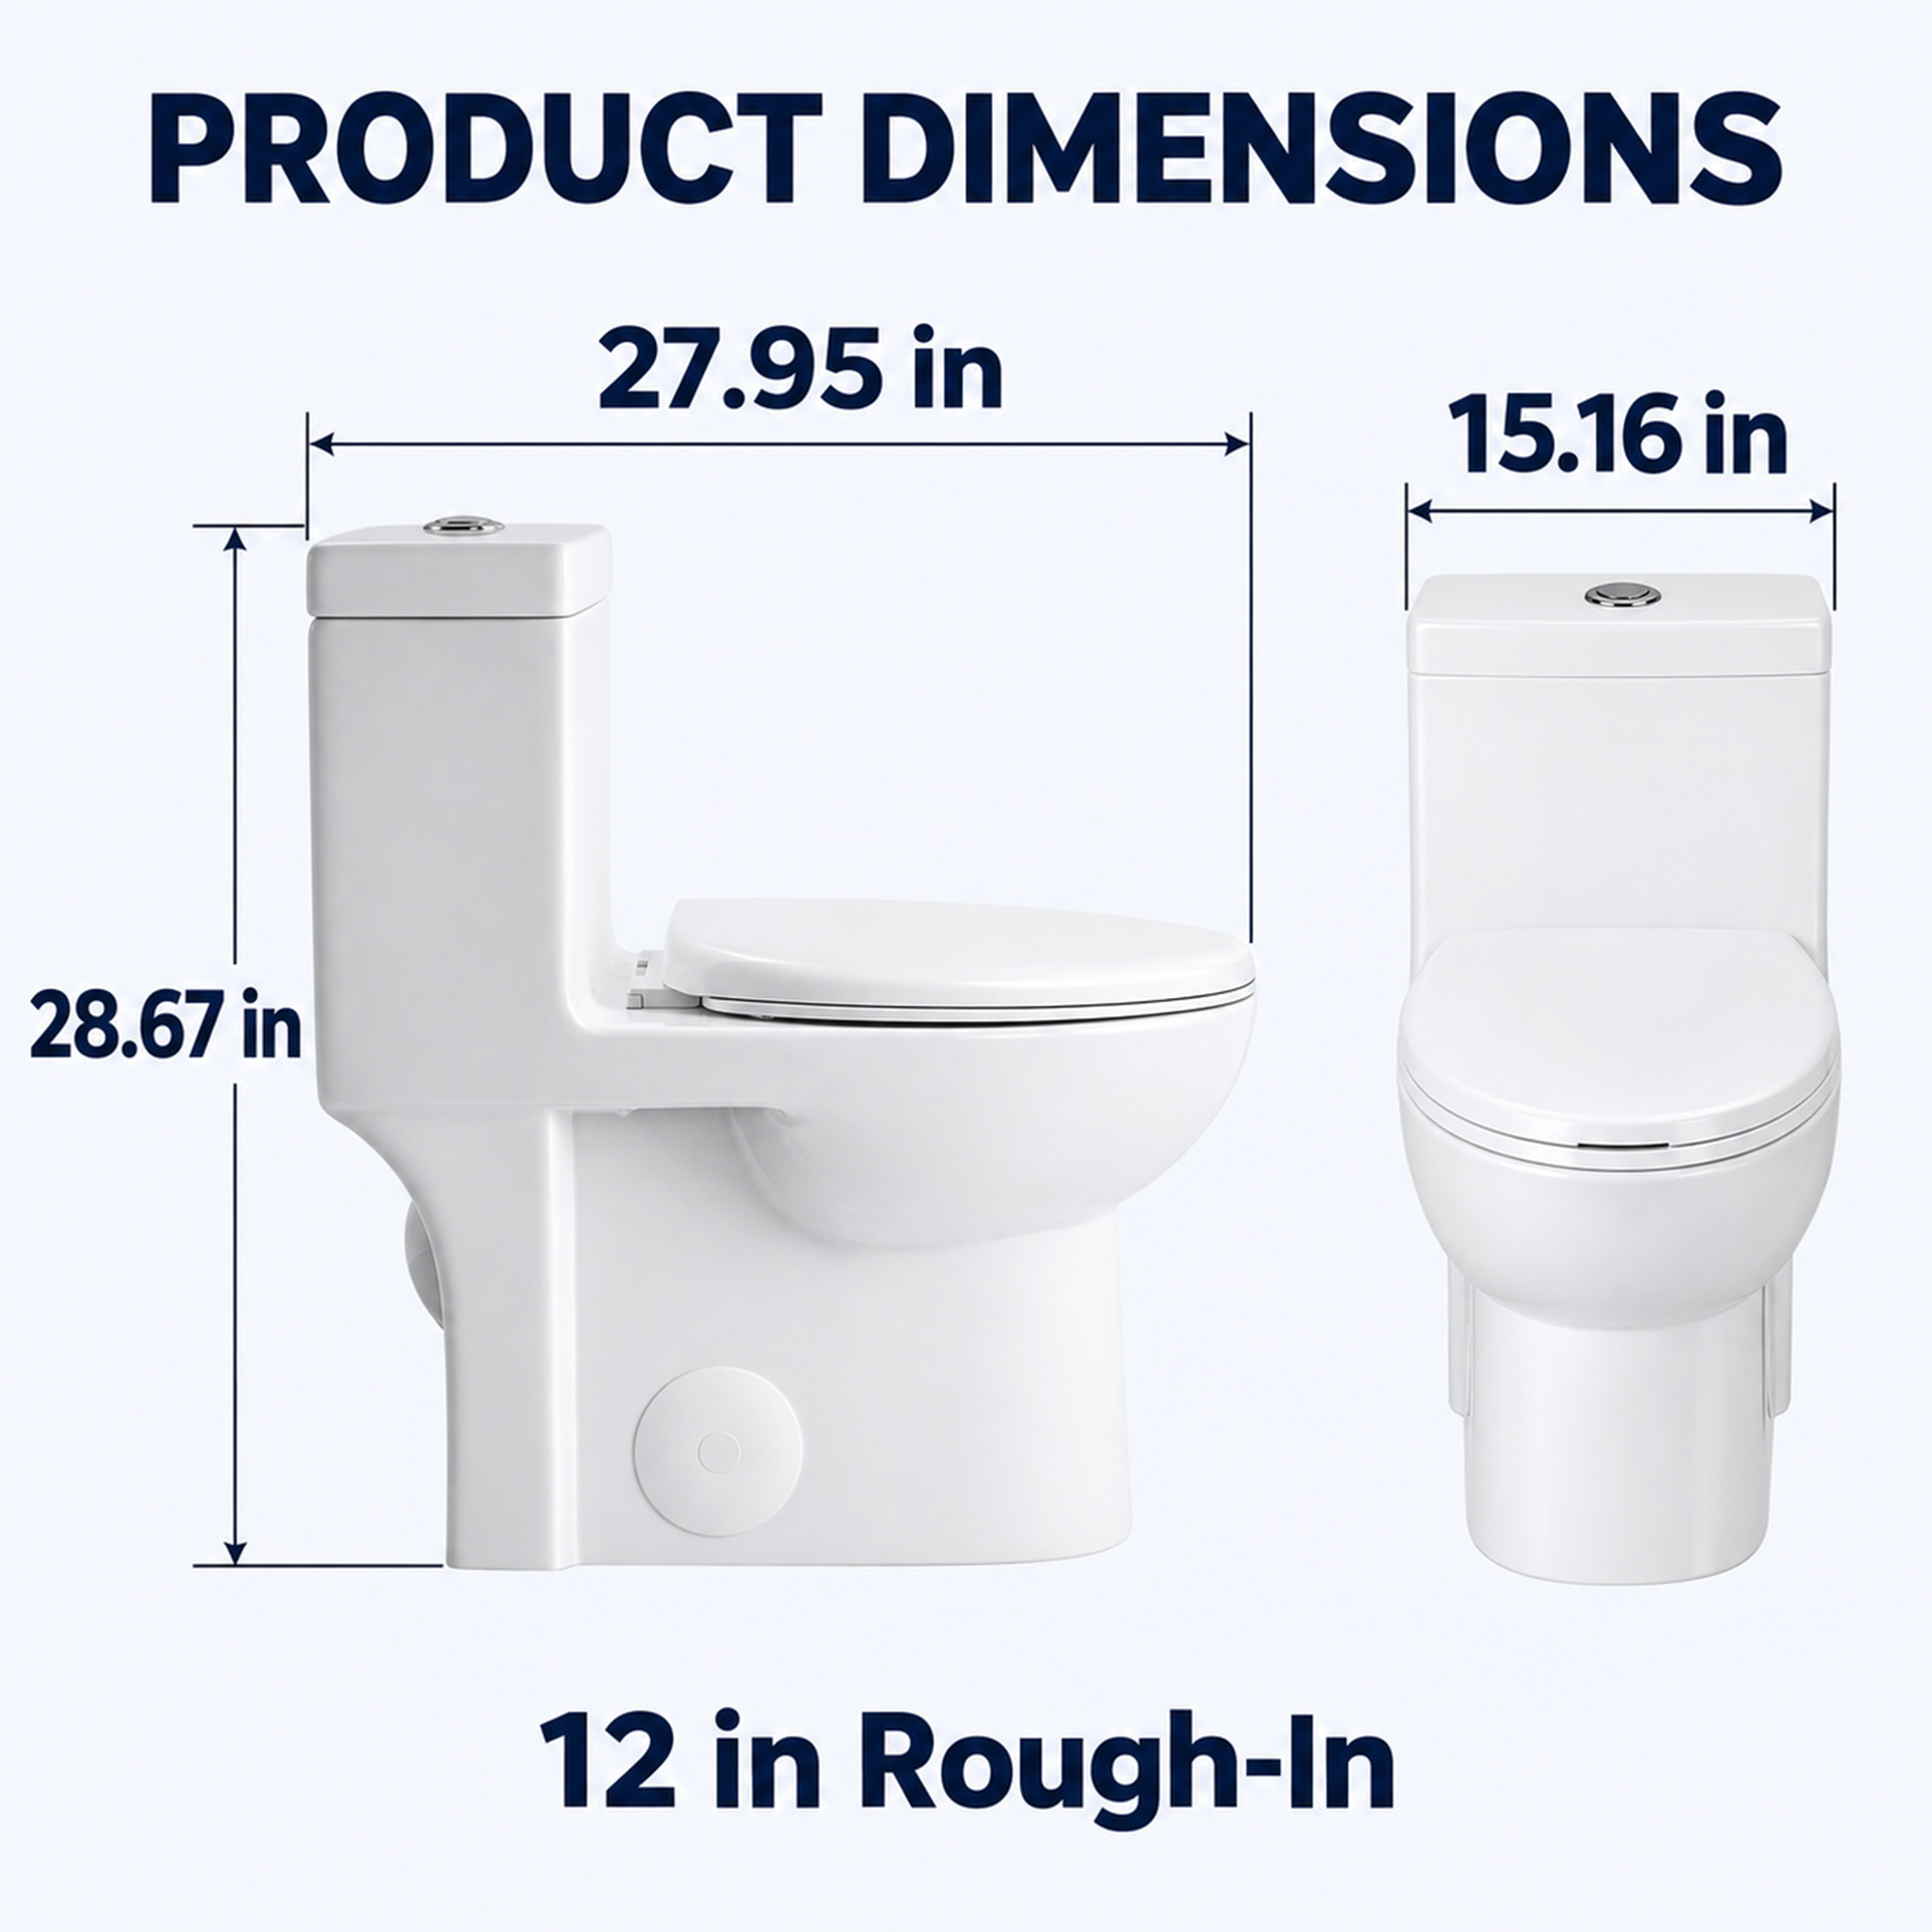 PRODUCT DIMENSIONS
27.95 in
15.16 in
28.67 in
12 in Rough-In